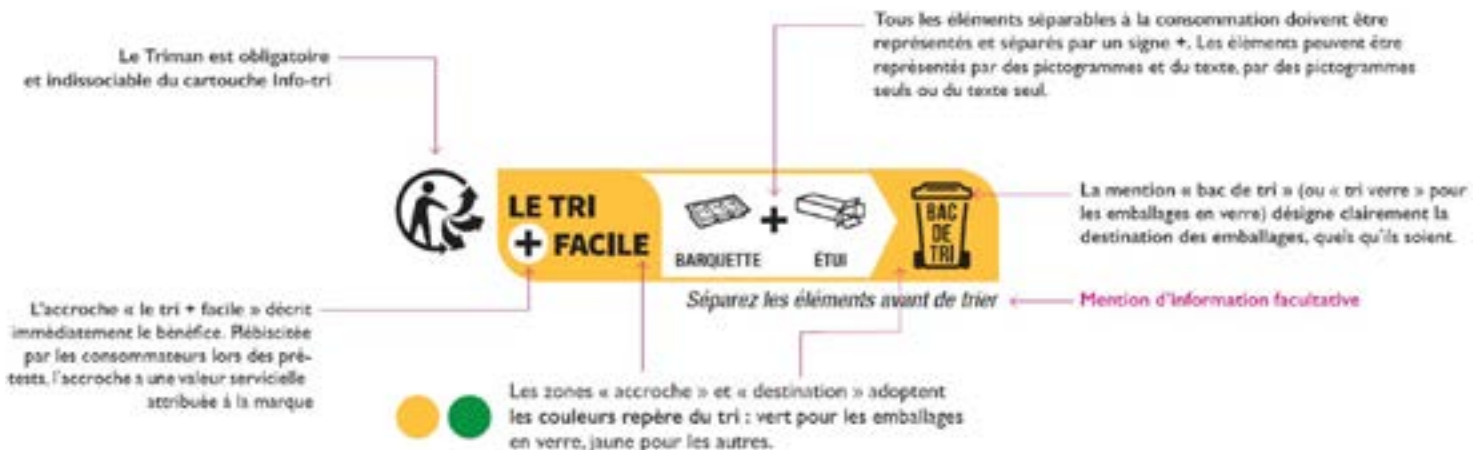 Le Triman est obligatoire
et indissociable du cartouche Info-tri
Tous les éléments séparables à la consommation doivent être
représentés et séparés par un signe +. Les éléments peuvent être
représentés par des pictogrammes et du texte, par des pictogrammes
seuls ou du texte seul.
LE TRI
+ FACILE
BARQUETTE
+
ÉTUI
BAC
DE
TRI
Séparez les éléments avant de trier
La mention « bac de tri » (ou « tri verre » pour
les emballages en verre) désigne clairement la
destination des emballages, quels qu'ils soient.
Mention d'information facultative
L'accroche « le tri + facile » décrit
immédiatement le bénéfice. Plébiscitée
par les consommateurs lors des pré-
tests, l'accroche a une valeur servicielle
attribuée à la marque
Les zones « accroche » et « destination » adoptent
les couleurs repère du tri : vert pour les emballages
en verre, jaune pour les autres.